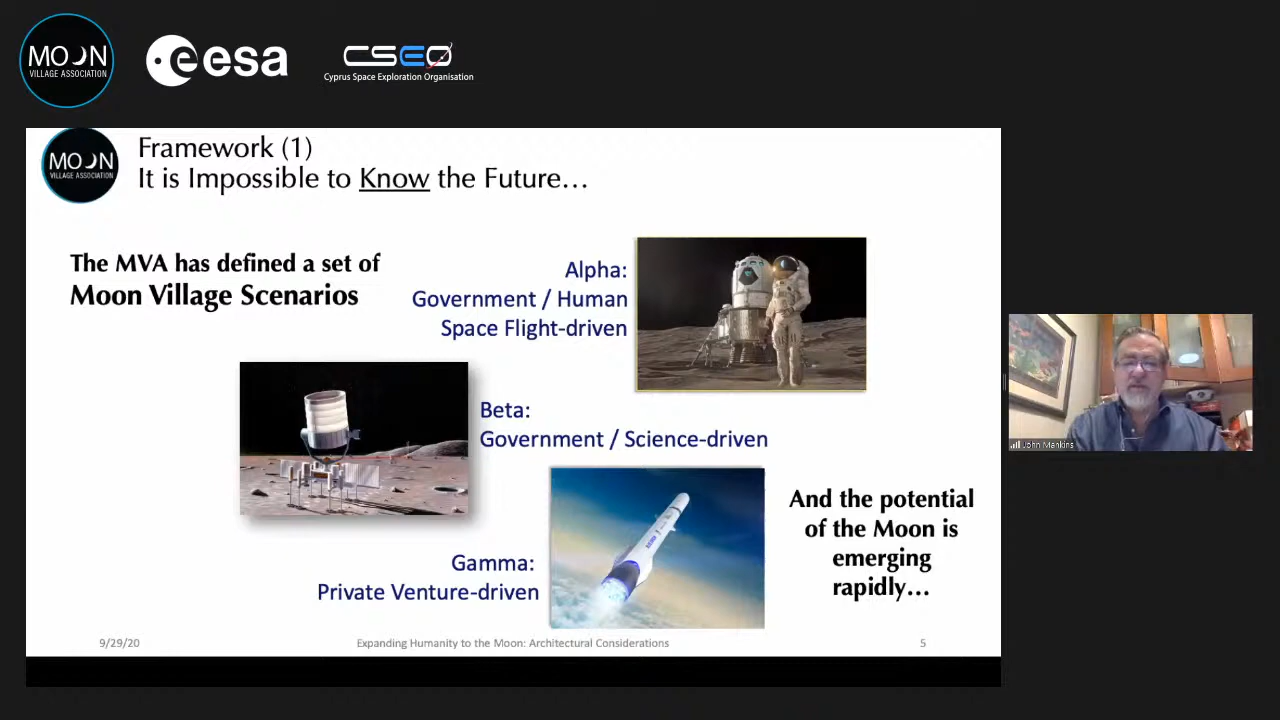 MOON
VILLAGE ASSOCIATION
esa
CSEO
Cyprus Space Exploration Organisation
MOON
VILLAGE ASSOCIATION
Framework (1)
It is Impossible to Know the Future…
The MVA has defined a set of
Moon Village Scenarios
Alpha:
Government / Human
Space Flight-driven
Beta:
Government / Science-driven
Gamma:
Private Venture-driven
And the potential
of the Moon is
emerging
rapidly…
9/29/20
Expanding Humanity to the Moon: Architectural Considerations
5
John Mankins